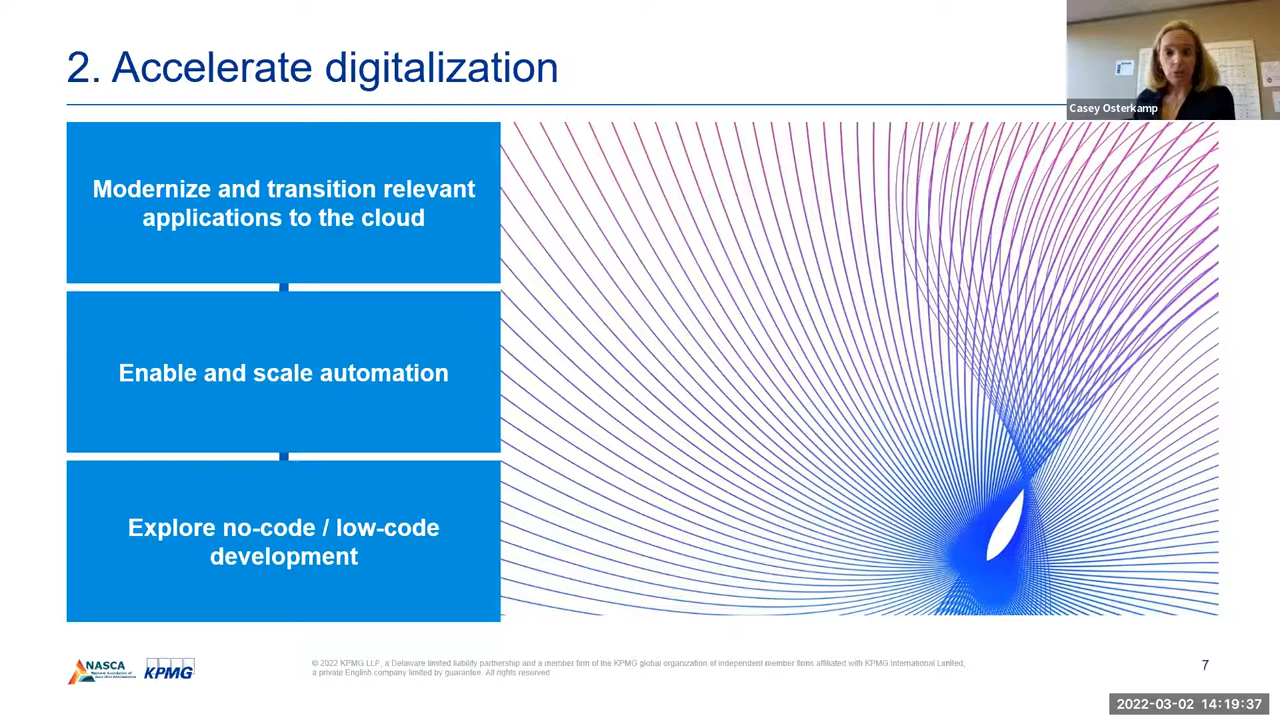 2. Accelerate digitalization
Casey Osterkamp
Modernize and transition relevant
applications to the cloud
Enable and scale automation
Explore no-code / low-code
development
NASCA
KPMG
© 2022 KPMG LLP, a Delaware limited liability partnership and a member firm of the KPMG global organization of independent member firms affiliated with KPMG International Limited,
a private English company limited by guarantee. All rights reserved
7
2022-03-02 14:19:37